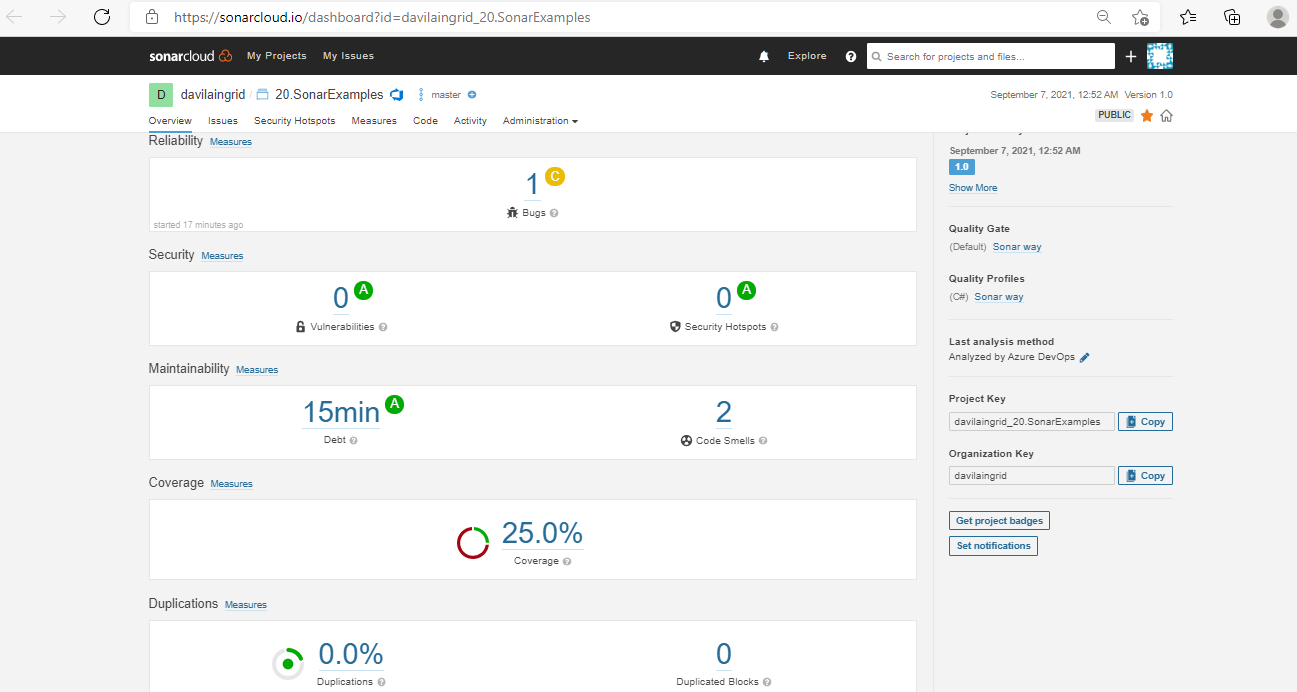 https://sonarcloud.io/dashboard?id=davilaingrid_20.SonarExamples
sonarcloud My Projects My Issues Explore Search for projects and files...
D davilaingrid / 20.SonarExamples master
September 7, 2021, 12:52 AM Version 1.0
Overview Issues Security Hotspots Measures Code Activity Administration
PUBLIC
Reliability Measures
1 C
Bugs
started 17 minutes ago
Security Measures
0 A
Vulnerabilities
0 A
Security Hotspots
Maintainability Measures
15min A
Debt
2
Code Smells
Coverage Measures
25.0%
Coverage
Duplications Measures
0.0%
Duplications
0
Duplicated Blocks
September 7, 2021, 12:52 AM
1.0
Show More
Quality Gate
(Default) Sonar way
Quality Profiles
(C#) Sonar way
Last analysis method
Analyzed by Azure DevOps
Project Key
davilaingrid_20.SonarExamples Copy
Organization Key
davilaingrid Copy
Get project badges
Set notifications